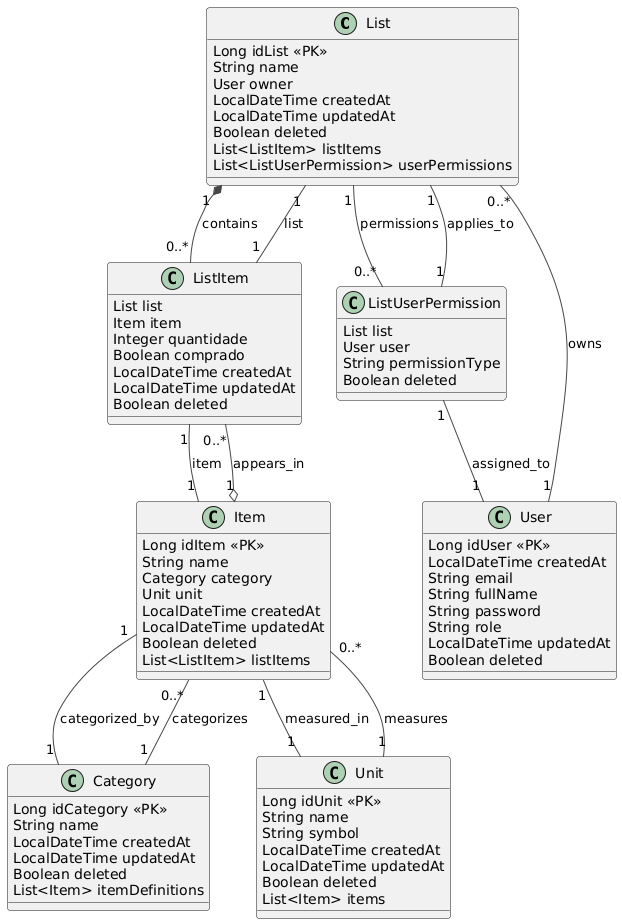 C List
Long idList «PK»
String name
User owner
LocalDateTime createdAt
LocalDateTime updatedAt
Boolean deleted
List<ListItem> listItems
List<ListUserPermission> userPermissions
1 1 1 1 0..*
contains list permissions applies_to
0..* 1 0..* 1
owns
C ListItem
List list
Item item
Integer quantidade
Boolean comprado
LocalDateTime createdAt
LocalDateTime updatedAt
Boolean deleted
C ListUserPermission
List list
User user
String permissionType
Boolean deleted
1 0..* 1
item appears_in assigned_to
1 1 1 1
C Item
Long idItem «PK»
String name
Category category
Unit unit
LocalDateTime createdAt
LocalDateTime updatedAt
Boolean deleted
List<ListItem> listItems
C User
Long idUser «PK»
LocalDateTime createdAt
String email
String fullName
String password
String role
LocalDateTime updatedAt
Boolean deleted
1 0..* 1 0..*
categorized_by categorizes measured_in measures
1 1 1 1
C Category
Long idCategory «PK»
String name
LocalDateTime createdAt
LocalDateTime updatedAt
Boolean deleted
List<Item> itemDefinitions
C Unit
Long idUnit «PK»
String name
String symbol
LocalDateTime createdAt
LocalDateTime updatedAt
Boolean deleted
List<Item> items